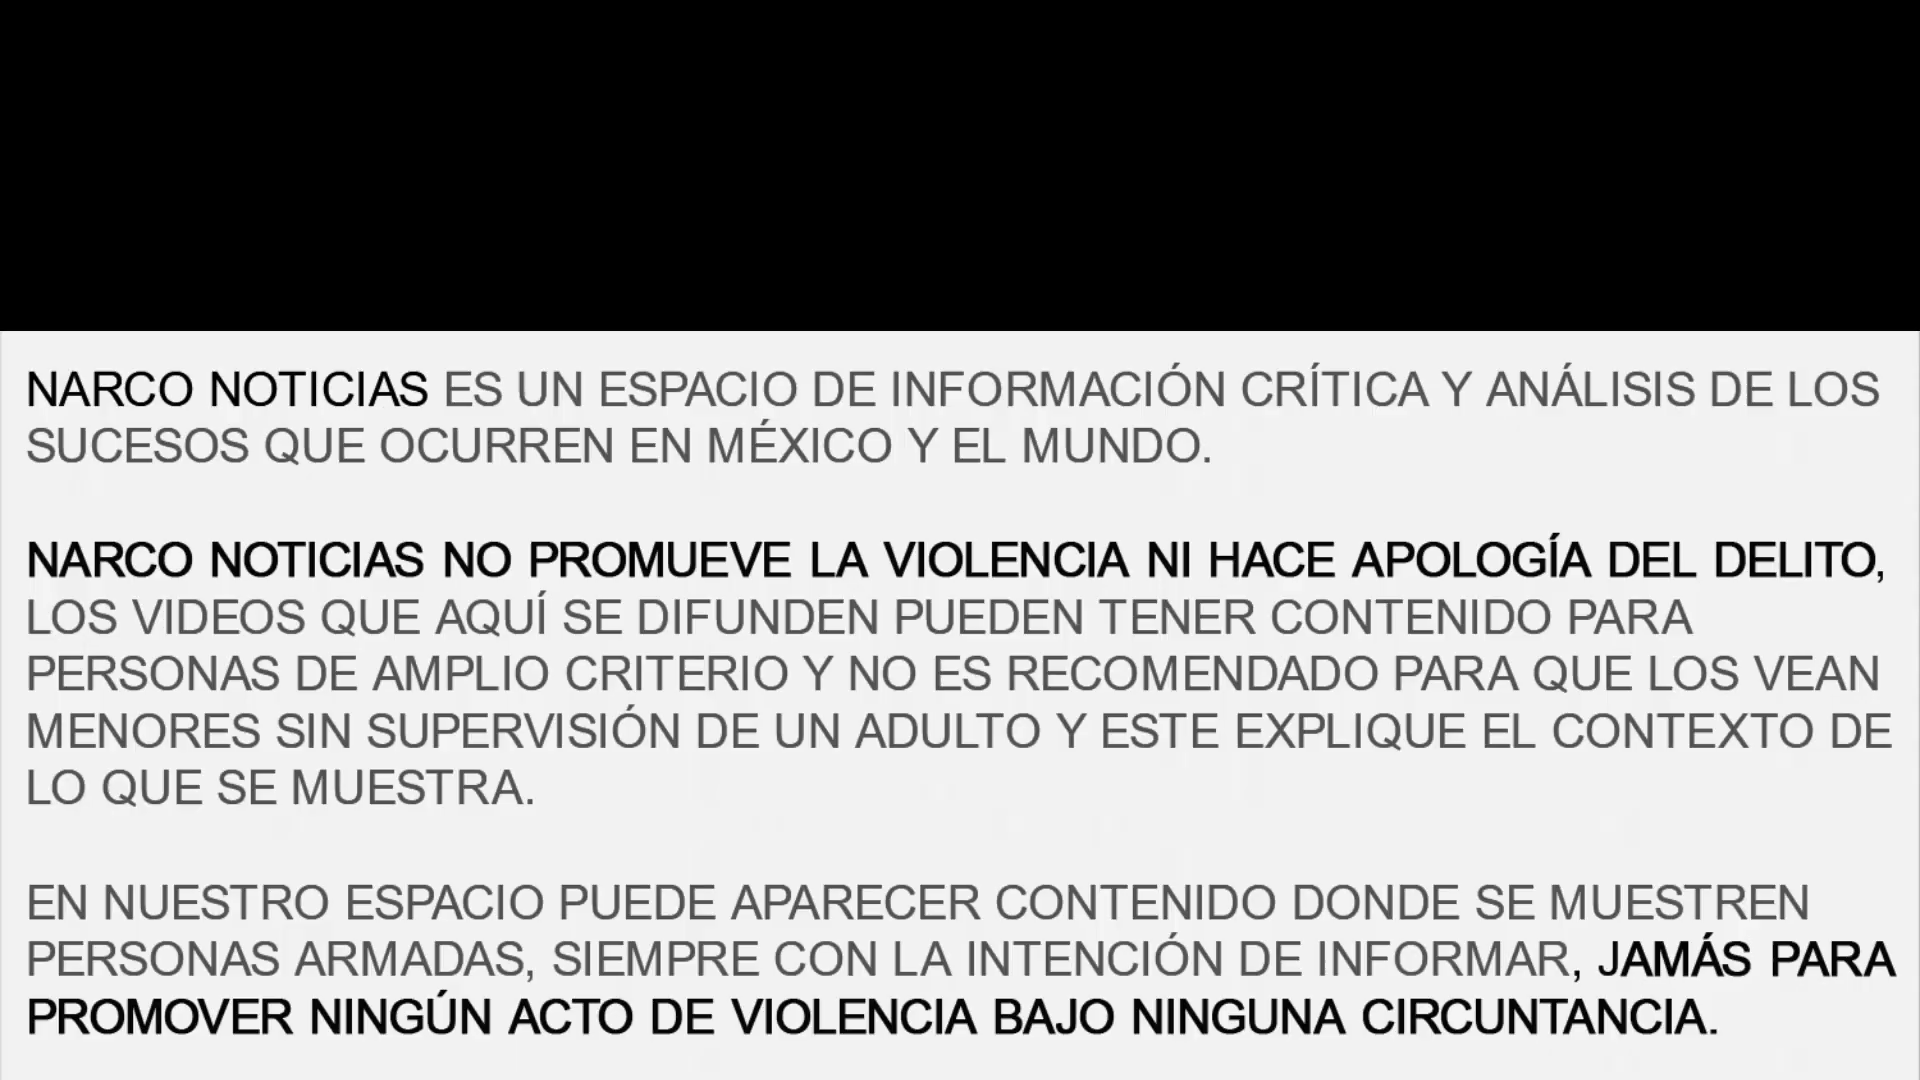 NARCO NOTICIAS ES UN ESPACIO DE INFORMACIÓN CRÍTICA Y ANÁLISIS DE LOS
SUCESOS QUE OCURREN EN MÉXICO Y EL MUNDO.
NARCO NOTICIAS NO PROMUEVE LA VIOLENCIA NI HACE APOLOGÍA DEL DELITO,
LOS VIDEOS QUE AQUÍ SE DIFUNDEN PUEDEN TENER CONTENIDO PARA
PERSONAS DE AMPLIO CRITERIO Y NO ES RECOMENDADO PARA QUE LOS VEAN
MENORES SIN SUPERVISIÓN DE UN ADULTO Y ESTE EXPLIQUE EL CONTEXTO DE
LO QUE SE MUESTRA.
EN NUESTRO ESPACIO PUEDE APARECER CONTENIDO DONDE SE MUESTREN
PERSONAS ARMADAS, SIEMPRE CON LA INTENCIÓN DE INFORMAR, JAMÁS PARA
PROMOVER NINGÚN ACTO DE VIOLENCIA BAJO NINGUNA CIRCUNTANCIA.